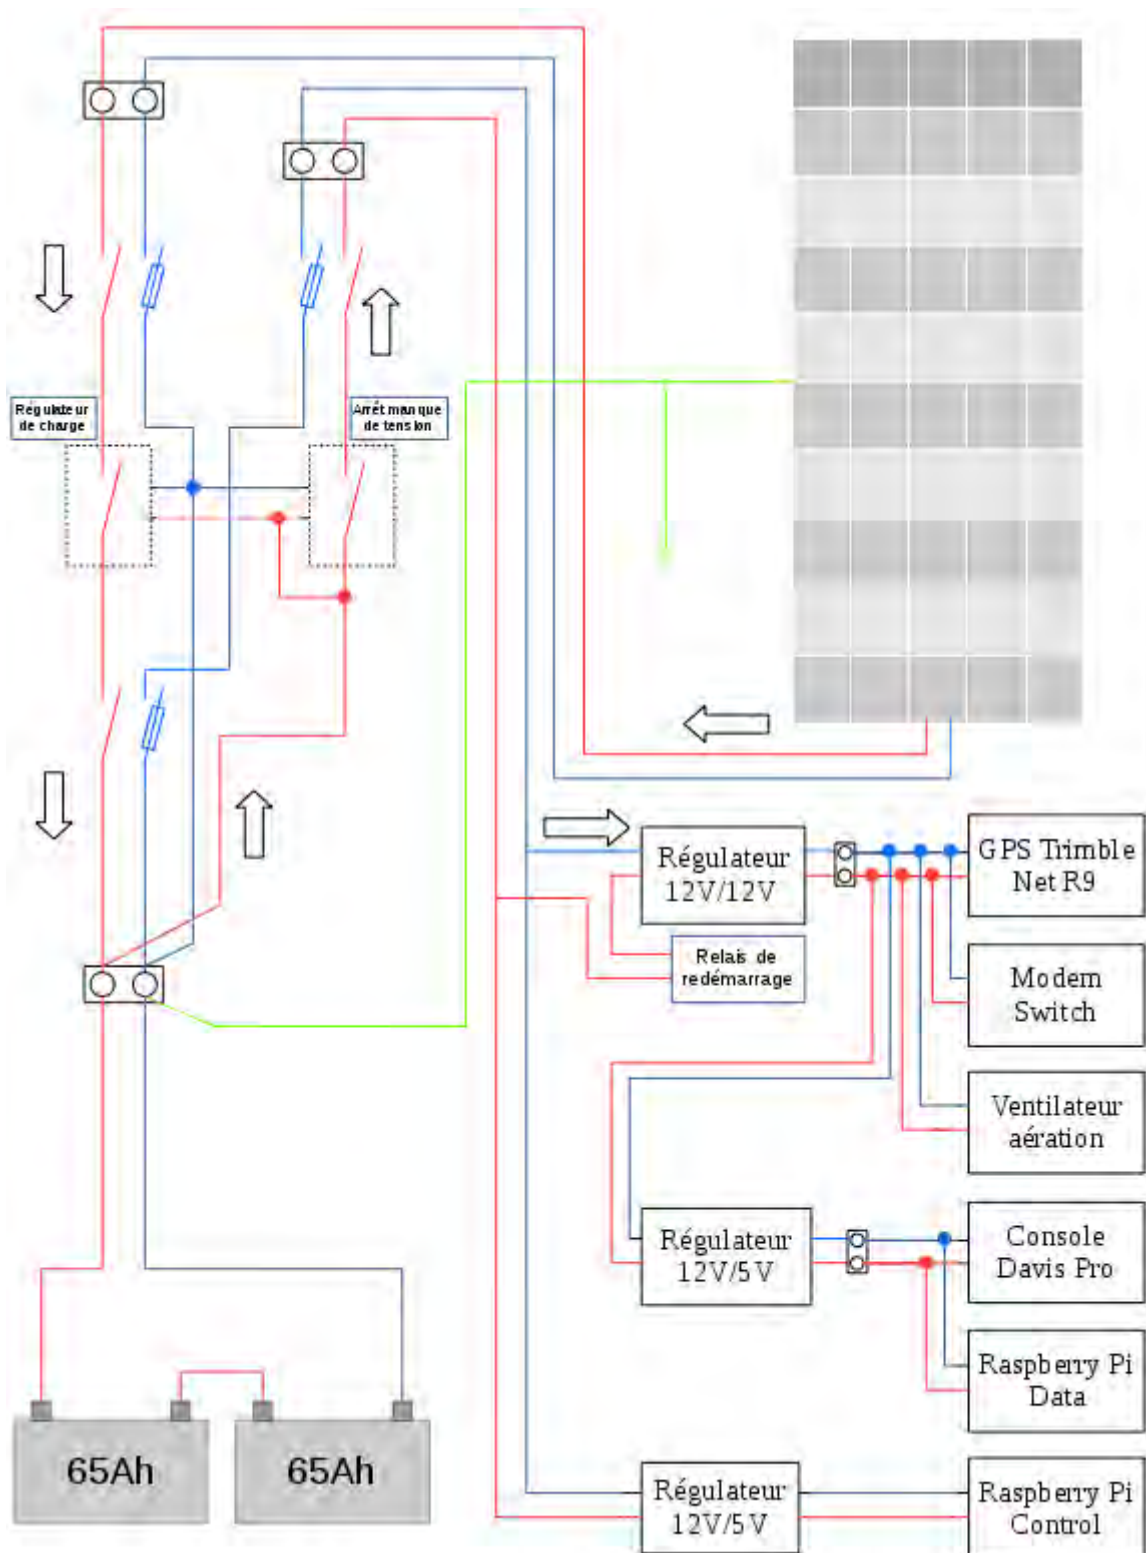 Régulateur
de charge
Arrêt manque
de tension
Régulateur
12V/12V
GPS Trimble
Net R9
Relais de
redémarrage
Modem
Switch
Ventilateur
aération
Régulateur
12V/5V
Console
Davis Pro
Raspberry Pi
Data
65Ah
65Ah
Régulateur
12V/5V
Raspberry Pi
Control